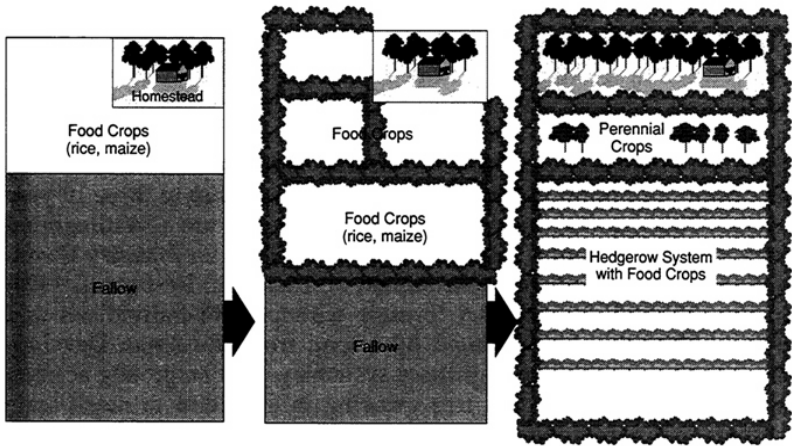 Homestead
Food Crops
(rice, maize)
Fallow
Food Crops
Food Crops
(rice, maize)
Fallow
Perennial
Crops
Hedgerow System
with Food Crops